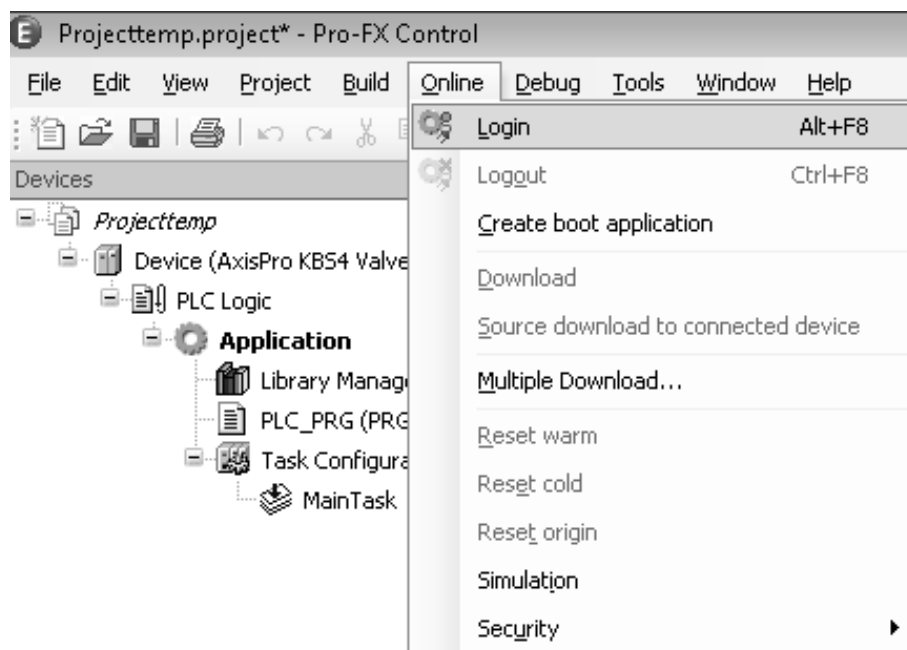 Projecttemp.project* - Pro-FX Control
File Edit View Project Build Online Debug Tools Window Help
Login Alt+F8
Devices
Logout Ctrl+F8
Projecttemp
Create boot application
Device (AxisPro KBS4 Valve
Download
PLC Logic
Source download to connected device
Application
Multiple Download...
Library Manag
PLC_PRG (PRG
Reset warm
Task Configura
Reset cold
MainTask
Reset origin
Simulation
Security